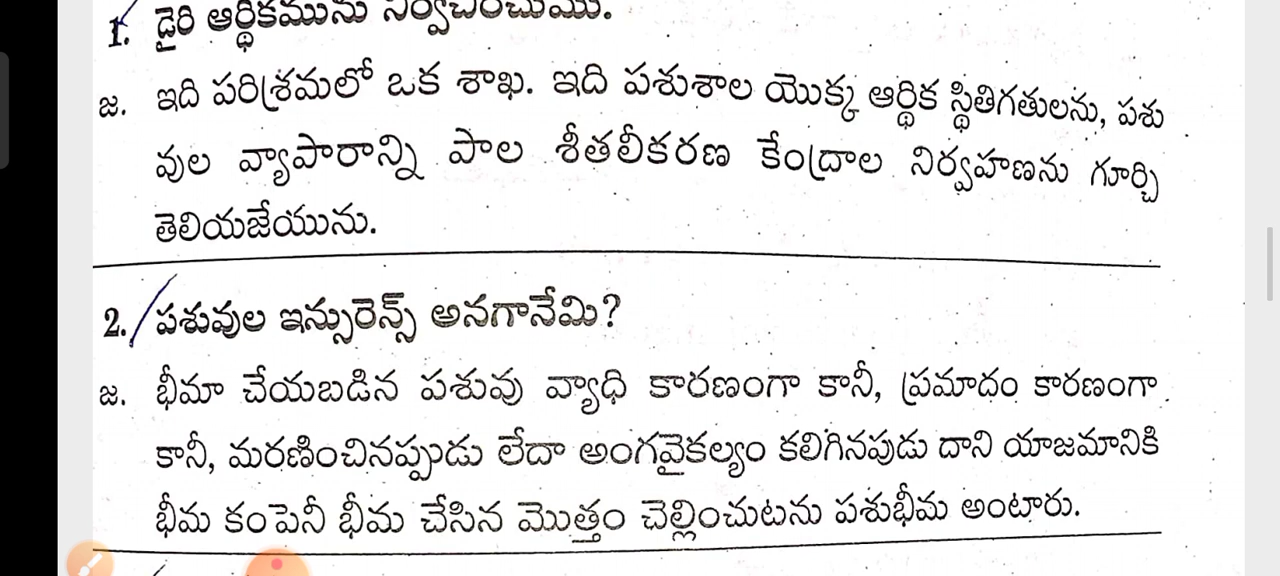 1. డైరి ఆర్థికమును నిర్వచించుము.
జ. ఇది పరిశ్రమలో ఒక శాఖ. ఇది పశుశాల యొక్క ఆర్థిక స్థితిగతులను, పశు
వుల వ్యాపారాన్ని పాల శీతలీకరణ కేంద్రాల నిర్వహణను గూర్చి
తెలియజేయును.
2. పశువుల ఇన్సురెన్స్ అనగానేమి?
జ. భీమా చేయబడిన పశువు వ్యాధి కారణంగా కానీ, ప్రమాదం కారణంగా
కానీ, మరణించినప్పుడు లేదా అంగవైకల్యం కలిగినపుడు దాని యాజమానికి
భీమ కంపెనీ భీమ చేసిన మొత్తం చెల్లించుటను పశుభీమ అంటారు.